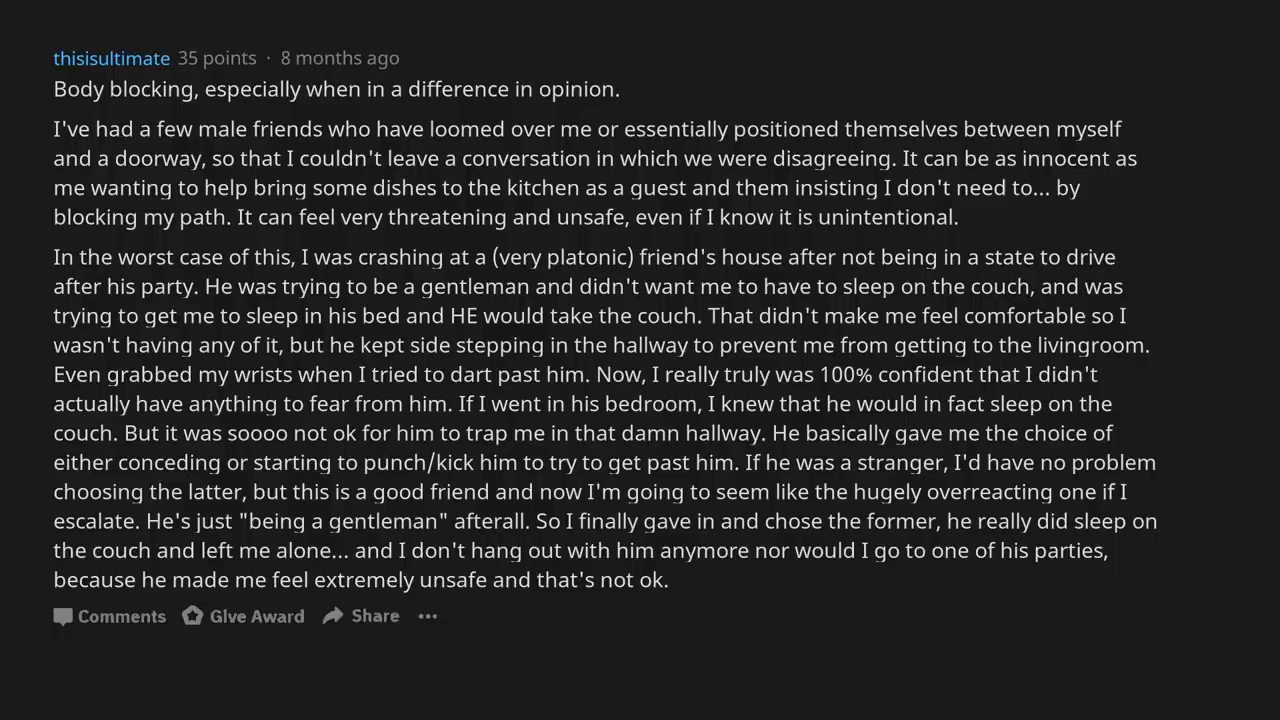 thisisultimate 35 points · 8 months ago
Body blocking, especially when in a difference in opinion.
I've had a few male friends who have loomed over me or essentially positioned themselves between myself
and a doorway, so that I couldn't leave a conversation in which we were disagreeing. It can be as innocent as
me wanting to help bring some dishes to the kitchen as a guest and them insisting I don't need to... by
blocking my path. It can feel very threatening and unsafe, even if I know it is unintentional.
In the worst case of this, I was crashing at a (very platonic) friend's house after not being in a state to drive
after his party. He was trying to be a gentleman and didn't want me to have to sleep on the couch, and was
trying to get me to sleep in his bed and HE would take the couch. That didn't make me feel comfortable so I
wasn't having any of it, but he kept side stepping in the hallway to prevent me from getting to the livingroom.
Even grabbed my wrists when I tried to dart past him. Now, I really truly was 100% confident that I didn't
actually have anything to fear from him. If I went in his bedroom, I knew that he would in fact sleep on the
couch. But it was soooo not ok for him to trap me in that damn hallway. He basically gave me the choice of
either conceding or starting to punch/kick him to try to get past him. If he was a stranger, I'd have no problem
choosing the latter, but this is a good friend and now I'm going to seem like the hugely overreacting one if I
escalate. He's just "being a gentleman" afterall. So I finally gave in and chose the former, he really did sleep on
the couch and left me alone... and I don't hang out with him anymore nor would I go to one of his parties,
because he made me feel extremely unsafe and that's not ok.
Comments Give Award Share ···